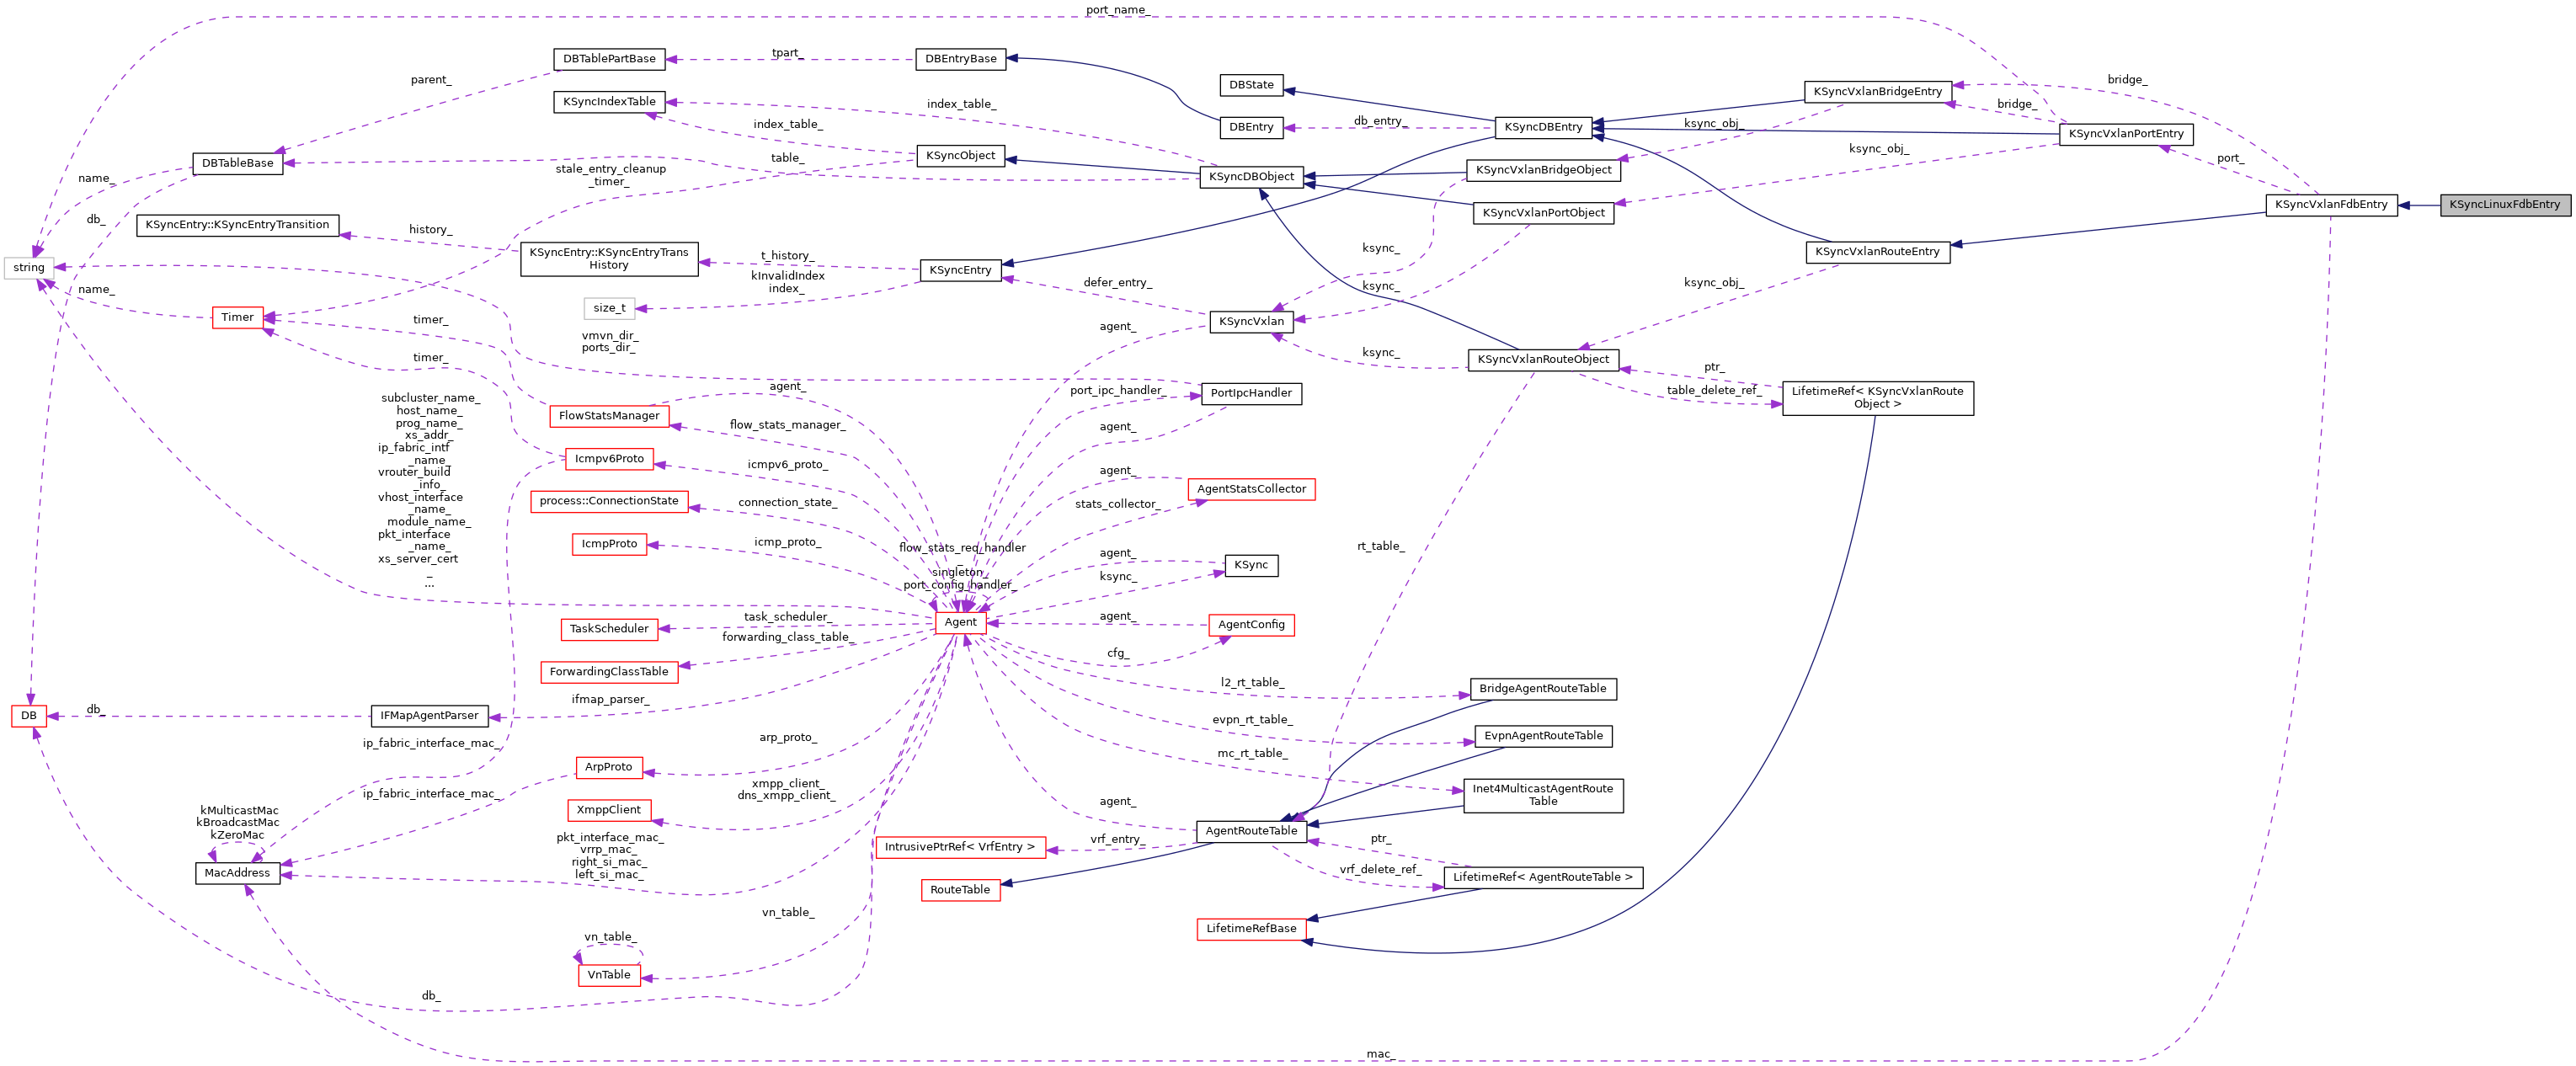 port_name_
DBTablePartBase
tpart_
DBEntryBase
parent_
KSyncIndexTable
index_table_
DBState
KSyncVxlanBridgeEntry
bridge_
bridge_
index_table_
DBEntry
db_entry_
KSyncDBEntry
ksync_obj_
KSyncVxlanPortEntry
DBTableBase
table_
KSyncObject
ksync_obj_
port_
name_
stale_entry_cleanup
_timer_
KSyncDBObject
KSyncVxlanBridgeObject
db_
KSyncEntry::KSyncEntryTransition
history_
KSyncVxlanPortObject
KSyncVxlanFdbEntry
KSyncLinuxFdbEntry
string
KSyncEntry::KSyncEntryTrans
History
t_history_
KSyncEntry
kInvalidIndex
index_
ksync_
KSyncVxlanRouteEntry
name_
size_t
defer_entry_
ksync_
ksync_obj_
Timer
timer_
vmvn_dir_
ports_dir_
agent_
KSyncVxlan
timer_
ksync_
KSyncVxlanRouteObject
ptr_
table_delete_ref_
LifetimeRef< KSyncVxlanRoute
Object >
agent_
port_ipc_handler_
PortIpcHandler
subcluster_name_
host_name_
prog_name_
xs_addr_
ip_fabric_intf
_name_
vrouter_build
_info_
vhost_interface
_name_
module_name_
pkt_interface
_name_
xs_server_cert
_
...
FlowStatsManager
flow_stats_manager_
agent_
Icmpv6Proto
icmpv6_proto_
agent_
AgentStatsCollector
process::ConnectionState
connection_state_
stats_collector_
IcmpProto
icmp_proto_
flow_stats_req_handler
_
singleton_
port_config_handler_
agent_
KSync
ksync_
rt_table_
TaskScheduler
task_scheduler_
Agent
agent_
AgentConfig
forwarding_class_table_
cfg_
ForwardingClassTable
l2_rt_table_
BridgeAgentRouteTable
ifmap_parser_
DB
db_
IFMapAgentParser
evpn_rt_table_
EvpnAgentRouteTable
ip_fabric_interface_mac_
arp_proto_
mc_rt_table_
ArpProto
ip_fabric_interface_mac_
xmpp_client_
dns_xmpp_client_
Inet4MulticastAgentRoute
Table
XmppClient
agent_
kMulticastMac
kBroadcastMac
kZeroMac
AgentRouteTable
pkt_interface_mac_
vrrp_mac_
right_si_mac_
left_si_mac_
IntrusivePtrRef< VrfEntry >
vrf_entry_
ptr_
MacAddress
RouteTable
vrf_delete_ref_
LifetimeRef< AgentRouteTable >
vn_table_
LifetimeRefBase
vn_table_
VnTable
db_
mac_